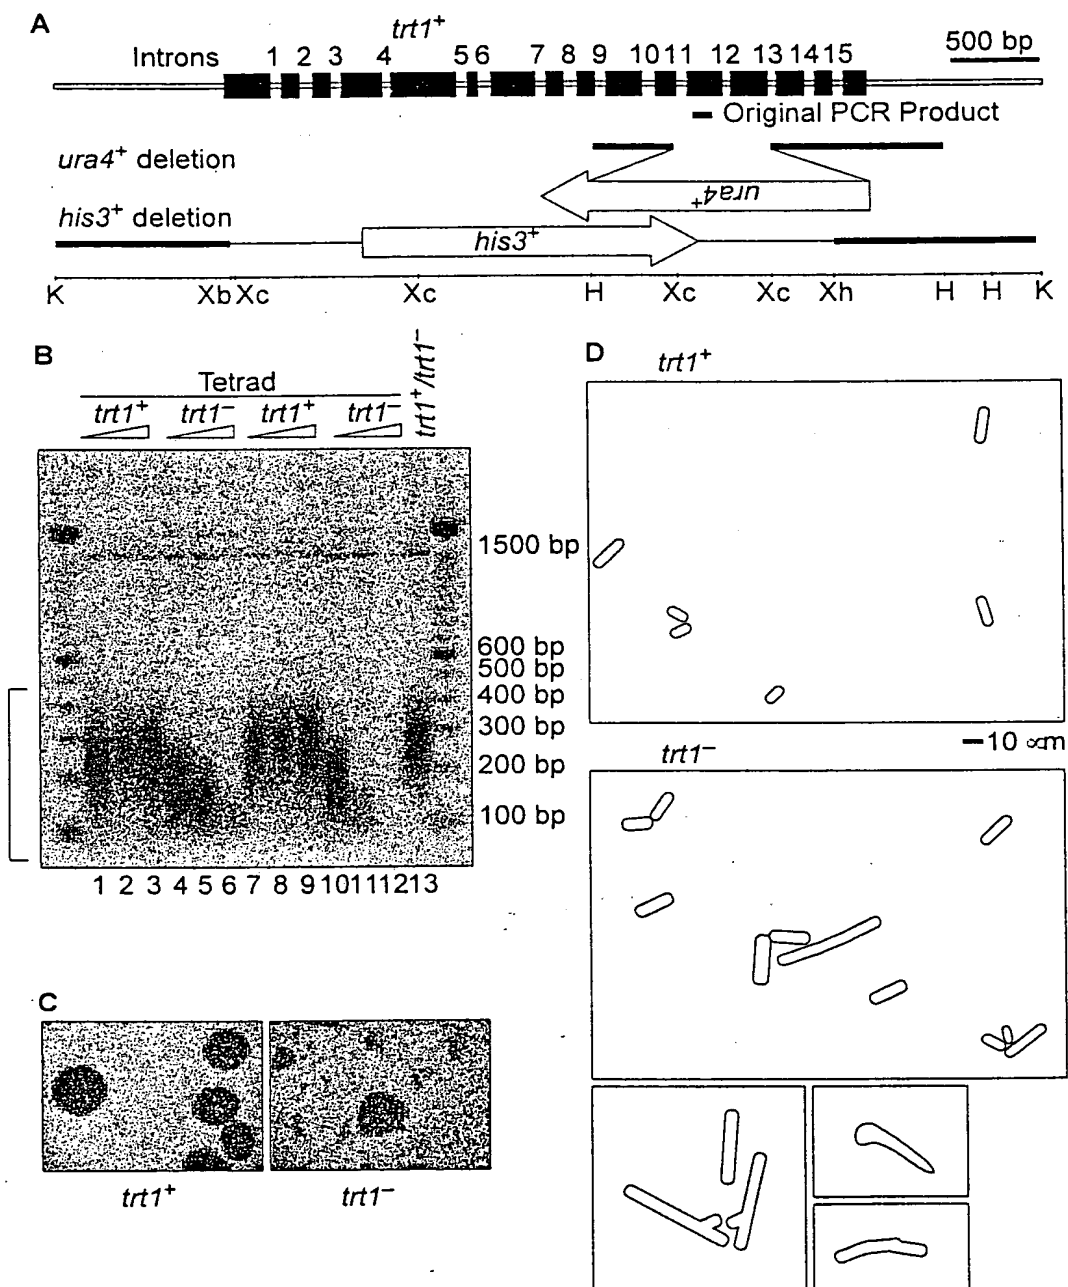 A
trt1+
Introns 1 2 3 4 5 6 7 8 9 10 11 12 13 14 15
500 bp
Original PCR Product
ura4+ deletion
ura4+
his3+ deletion
his3+
K Xb Xc Xc H Xc Xc Xh H H K
B
Tetrad
trt1+ trt1− trt1+ trt1− trt1+/trt1−
1500 bp
600 bp
500 bp
400 bp
300 bp
200 bp
100 bp
1 2 3 4 5 6 7 8 9 10 11 12 13
C
trt1+ trt1−
D
trt1+
10 ∝m
trt1−